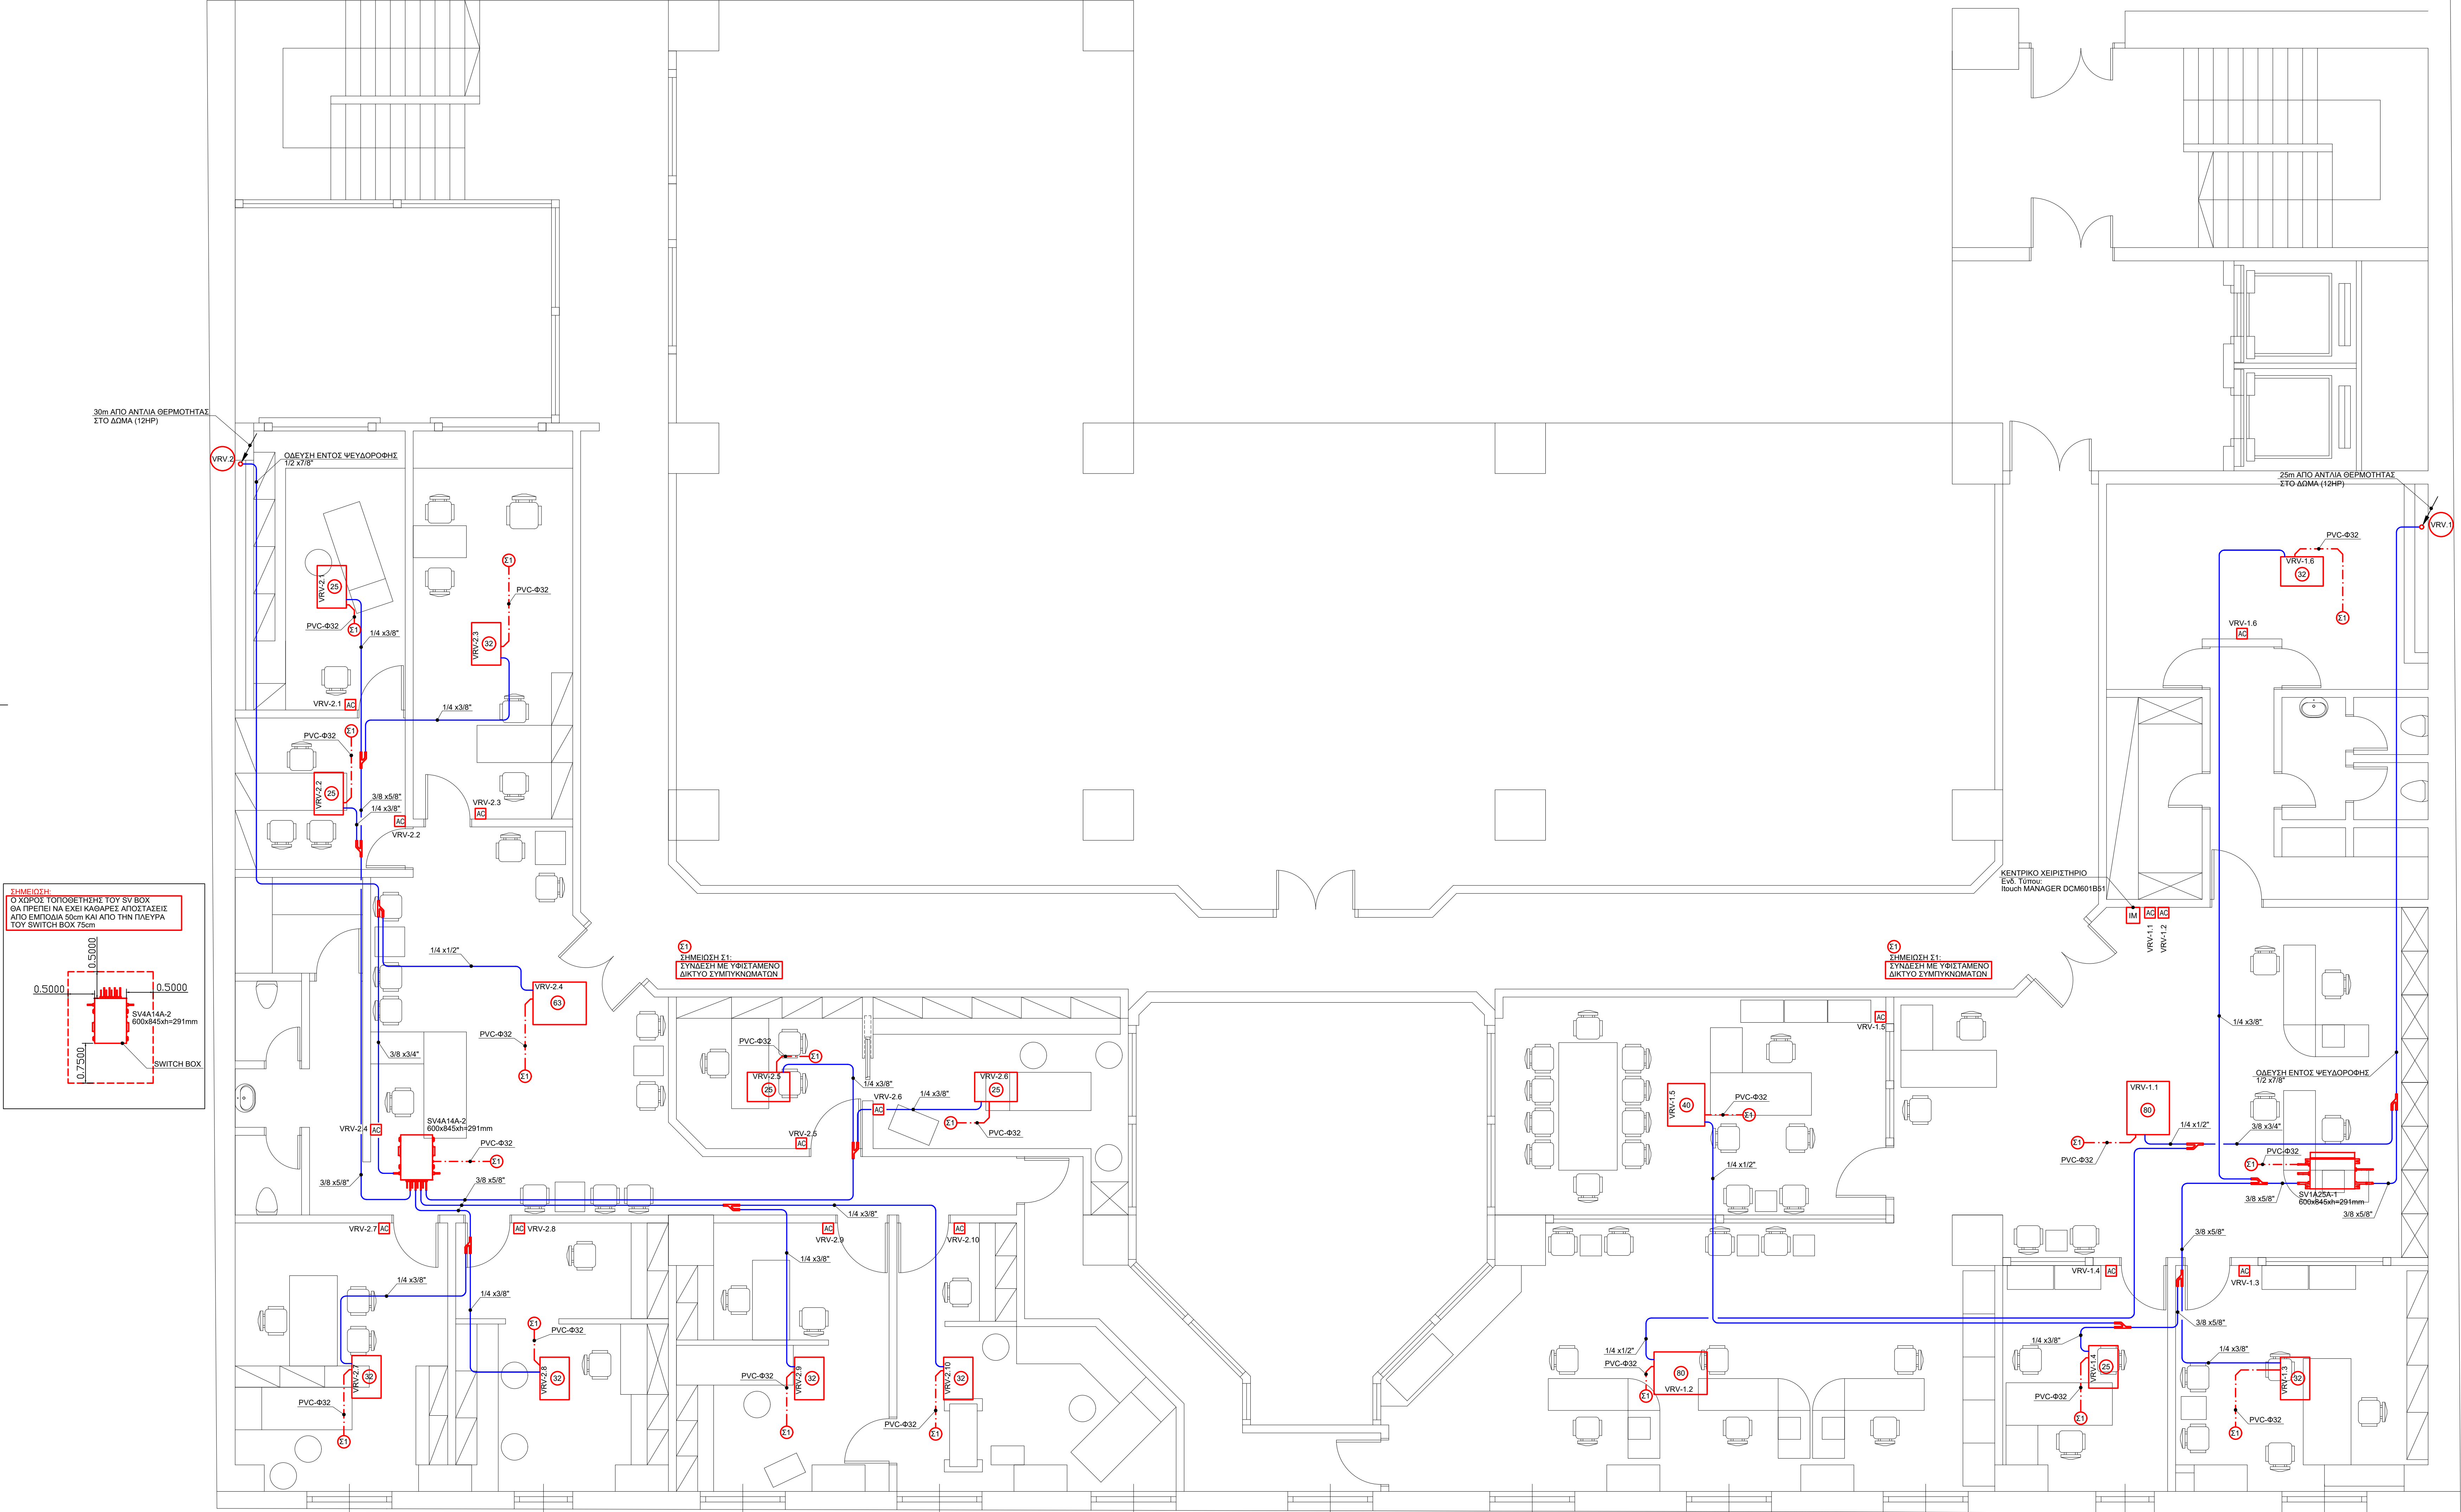 30m ΑΠΟ ΑΝΤΛΙΑ ΘΕΡΜΟΤΗΤΑΣ
ΣΤΟ ΔΩΜΑ (12HP)
VRV.2
ΟΔΕΥΣΗ ΕΝΤΟΣ ΨΕΥΔΟΡΟΦΗΣ
1/2 x7/8"
25m ΑΠΟ ΑΝΤΛΙΑ ΘΕΡΜΟΤΗΤΑΣ
ΣΤΟ ΔΩΜΑ (12HP)
VRV.1
PVC-Φ32
VRV-1.6
32
Σ1
VRV-1.6
AC
VRV-2.1
25
PVC-Φ32
Σ1
1/4 x3/8"
Σ1
PVC-Φ32
VRV-2.3
32
VRV-2.1
AC
1/4 x3/8"
Σ1
PVC-Φ32
VRV-2.2
25
3/8 x5/8"
1/4 x3/8"
VRV-2.3
AC
AC
VRV-2.2
ΣΗΜΕΙΩΣΗ:
Ο ΧΩΡΟΣ ΤΟΠΟΘΕΤΗΣΗΣ ΤΟΥ SV BOX
ΘΑ ΠΡΕΠΕΙ ΝΑ ΕΧΕΙ ΚΑΘΑΡΕΣ ΑΠΟΣΤΑΣΕΙΣ
ΑΠΟ ΕΜΠΟΔΙΑ 50cm ΚΑΙ ΑΠΟ ΤΗΝ ΠΛΕΥΡΑ
ΤΟΥ SWITCH BOX 75cm
0.5000
0.5000
0.5000
SV4A14A-2
600x845xh=291mm
0.7500
SWITCH BOX
ΚΕΝΤΡΙΚΟ ΧΕΙΡΙΣΤΗΡΙΟ
Ενδ. Τύπου:
Itouch MANAGER DCM601B51
IM
AC
AC
VRV-1.1
VRV-1.2
1/4 x1/2"
VRV-2.4
63
PVC-Φ32
Σ1
3/8 x3/4"
Σ1
ΣΗΜΕΙΩΣΗ Σ1:
ΣΥΝΔΕΣΗ ΜΕ ΥΦΙΣΤΑΜΕΝΟ
ΔΙΚΤΥΟ ΣΥΜΠΥΚΝΩΜΑΤΩΝ
Σ1
ΣΗΜΕΙΩΣΗ Σ1:
ΣΥΝΔΕΣΗ ΜΕ ΥΦΙΣΤΑΜΕΝΟ
ΔΙΚΤΥΟ ΣΥΜΠΥΚΝΩΜΑΤΩΝ
AC
VRV-1.5
1/4 x3/8"
PVC-Φ32
Σ1
VRV-2.5
25
1/4 x3/8"
1/4 x3/8"
VRV-2.6
25
VRV-2.6
AC
Σ1
PVC-Φ32
VRV-2.5
AC
VRV-1.5
40
PVC-Φ32
Σ1
1/4 x1/2"
ΟΔΕΥΣΗ ΕΝΤΟΣ ΨΕΥΔΟΡΟΦΗΣ
1/2 x7/8"
VRV-1.1
80
1/4 x1/2"
3/8 x3/4"
Σ1
PVC-Φ32
PVC-Φ32
Σ1
SV1A25A-1
600x845xh=291mm
3/8 x5/8"
3/8 x5/8"
VRV-2.4
AC
SV4A14A-2
600x845xh=291mm
PVC-Φ32
Σ1
3/8 x5/8"
3/8 x5/8"
1/4 x3/8"
VRV-2.7
AC
AC
VRV-2.8
AC
VRV-2.9
AC
VRV-2.10
3/8 x5/8"
VRV-1.4
AC
AC
VRV-1.3
1/4 x3/8"
1/4 x3/8"
1/4 x3/8"
Σ1
PVC-Φ32
3/8 x5/8"
1/4 x3/8"
1/4 x3/8"
1/4 x1/2"
PVC-Φ32
80
VRV-1.2
Σ1
VRV-2.7
32
PVC-Φ32
Σ1
VRV-2.8
32
VRV-2.9
32
PVC-Φ32
Σ1
VRV-2.10
32
PVC-Φ32
Σ1
VRV-1.4
25
PVC-Φ32
Σ1
VRV-1.3
32
PVC-Φ32
Σ1